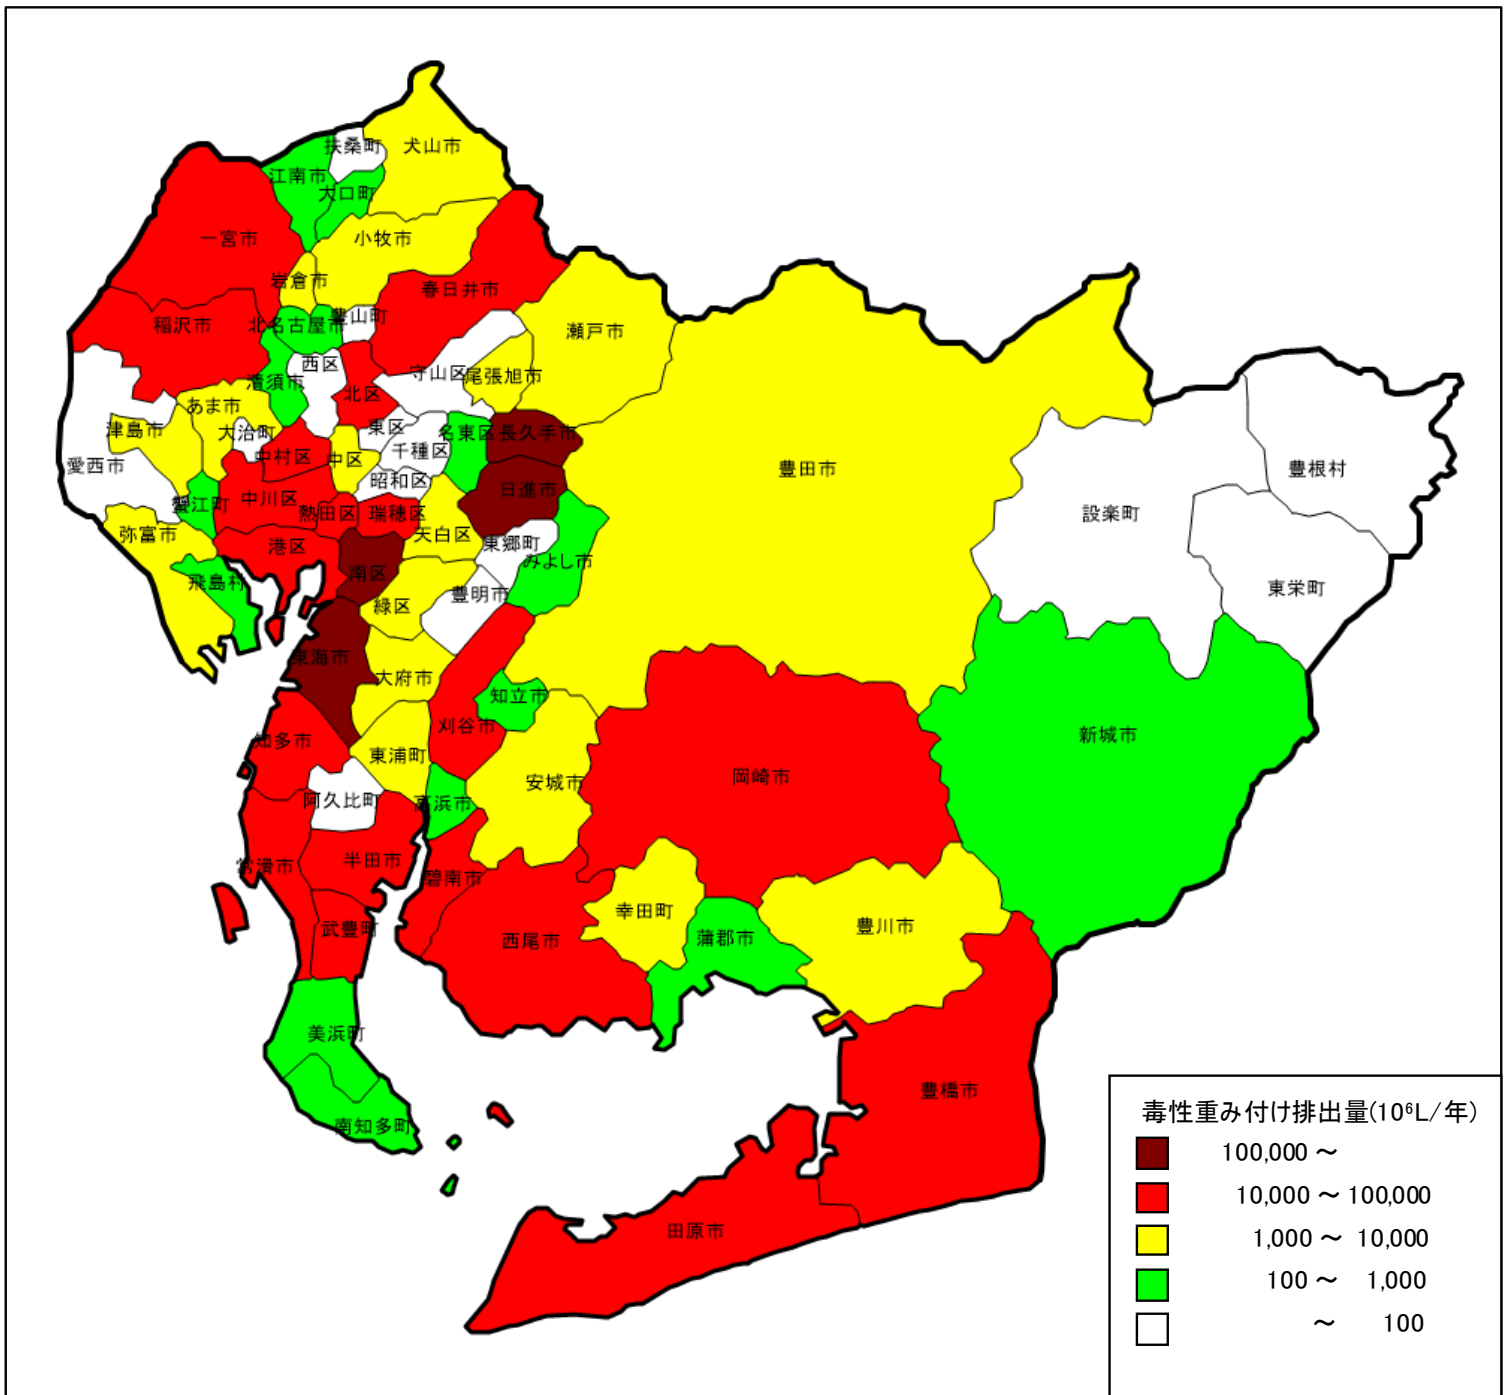 扶桑町
犬山市
江南市
大口町
一宮市
小牧市
岩倉市
春日井市
稲沢市
北名古屋市
豊山町
瀬戸市
西区
守山区
尾張旭市
清須市
北区
あま市
津島市
大治町
東区
名東区
長久手市
千種区
中村区
中区
愛西市
昭和区
豊田市
豊根村
日進市
蟹江町
中川区
熱田区
瑞穂区
設楽町
弥富市
天白区
港区
東郷町
みよし市
南区
飛島村
緑区
豊明市
東栄町
東海市
大府市
知立市
刈谷市
新城市
知多市
東浦町
安城市
岡崎市
阿久比町
高浜市
常滑市
半田市
碧南市
幸田町
豊川市
武豊町
西尾市
蒲郡市
美浜町
豊橋市
南知多町
田原市
毒性重み付け排出量(10⁶L/年)
100,000～
10,000～100,000
1,000～ 10,000
100～ 1,000
～ 100